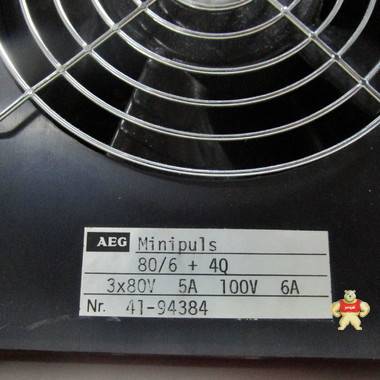 AEG Minipuls
80/6 + 4Q
3x80V 5A 100V 6A
Nr. 41-94384